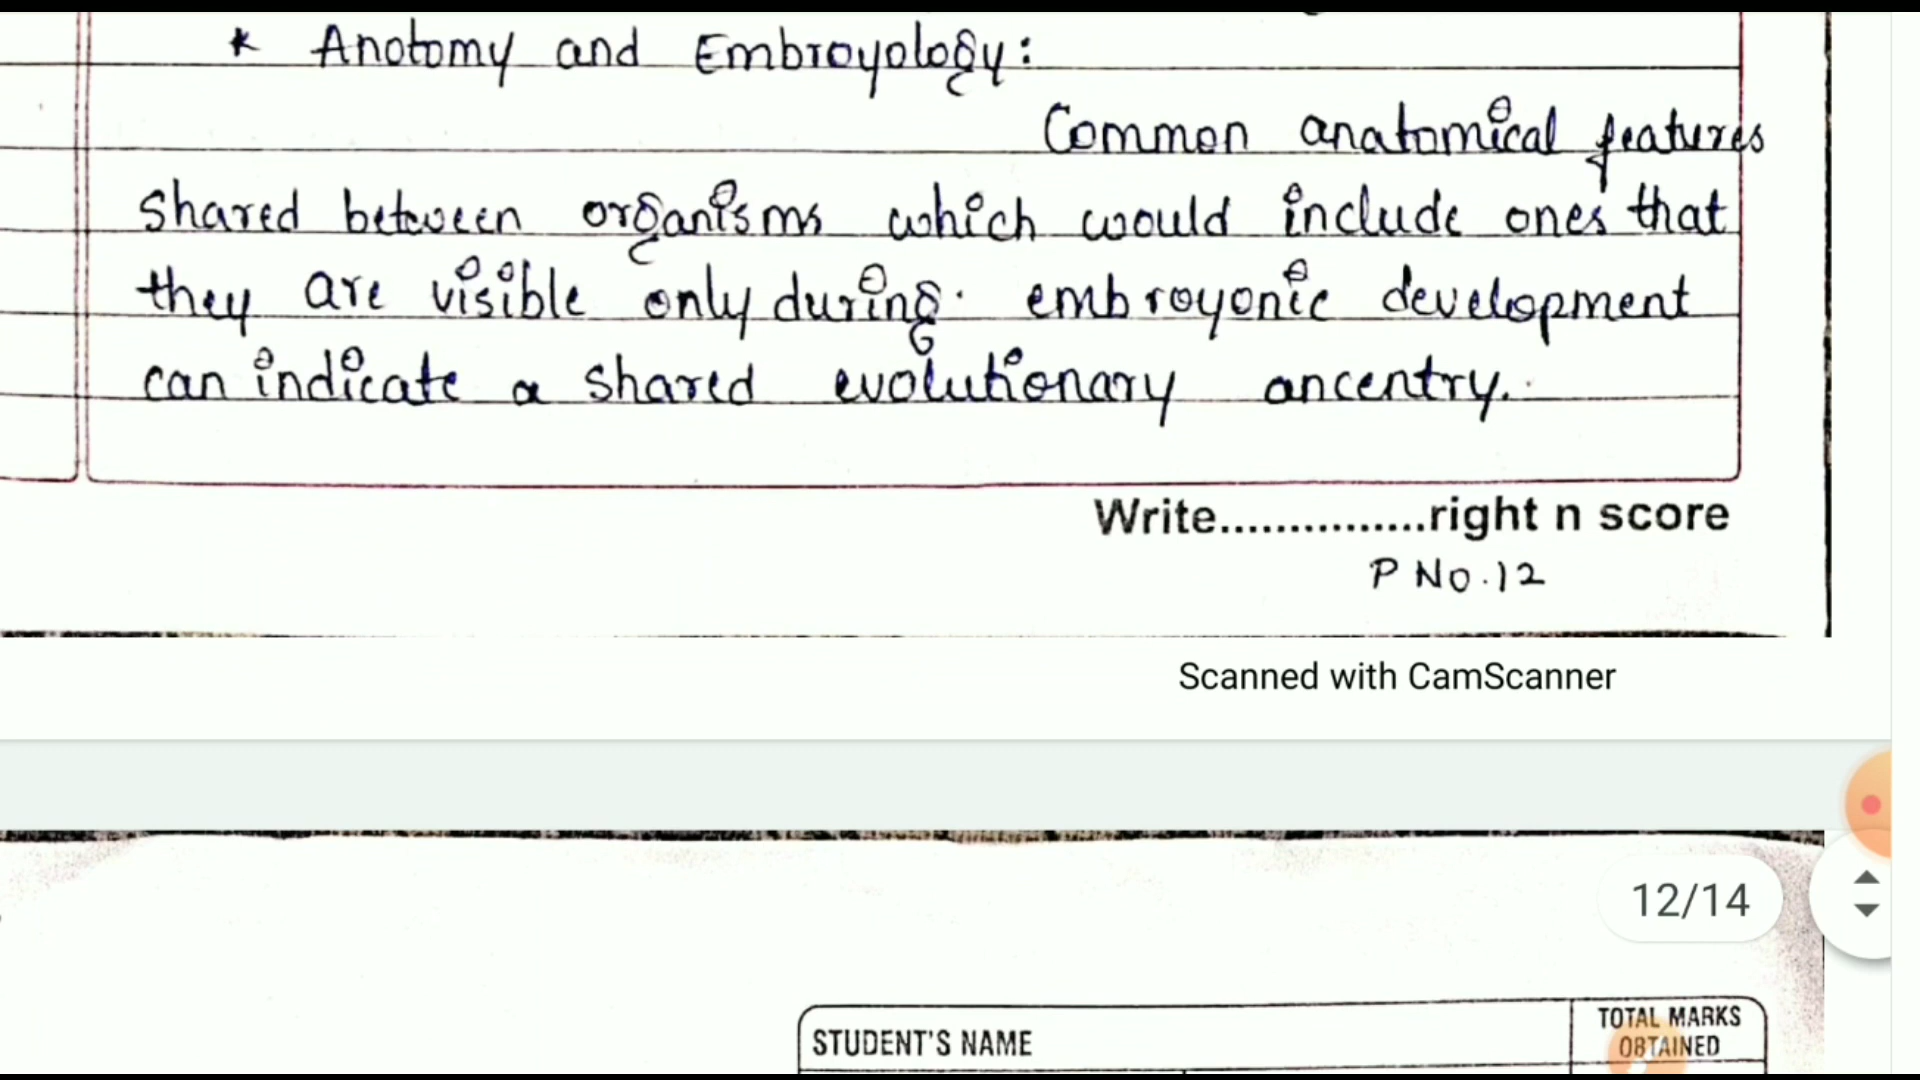 * Anotomy and Embroyology:
Common anatomical features
shared between organisms which would include ones that
they are visible only during embroyonic development
can indicate a shared evolutionary ancentry.
Write...............right n score
P No.12
Scanned with CamScanner
12/14
STUDENT'S NAME
TOTAL MARKS
OBTAINED